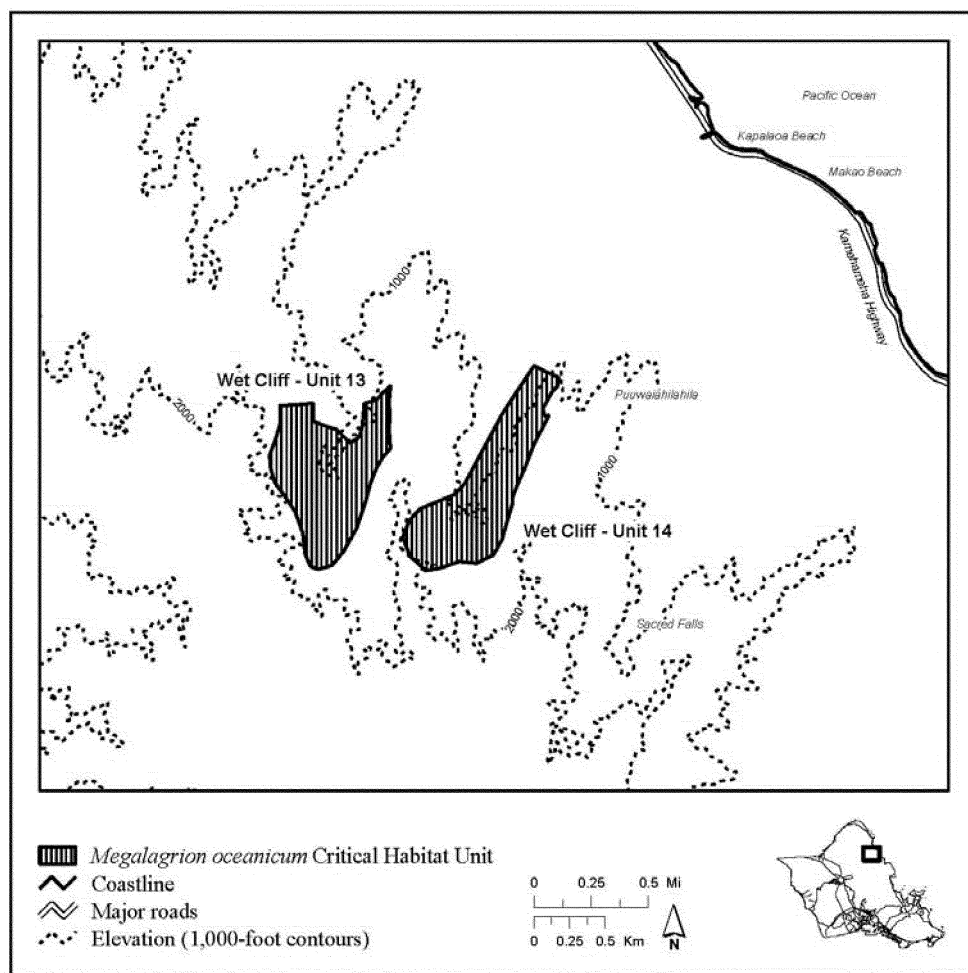 Pacific Ocean
Kapalaoa Beach
Makao Beach
Kamehameha Highway
1000
Wet Cliff - Unit 13
2000
Puuwaiahilahila
1000
Wet Cliff - Unit 14
2000
Sacred Falls
Megalagrion oceanicum Critical Habitat Unit
Coastline
Major roads
Elevation (1,000-foot contours)
0 0.25 0.5 Mi
0 0.25 0.5 Km
N